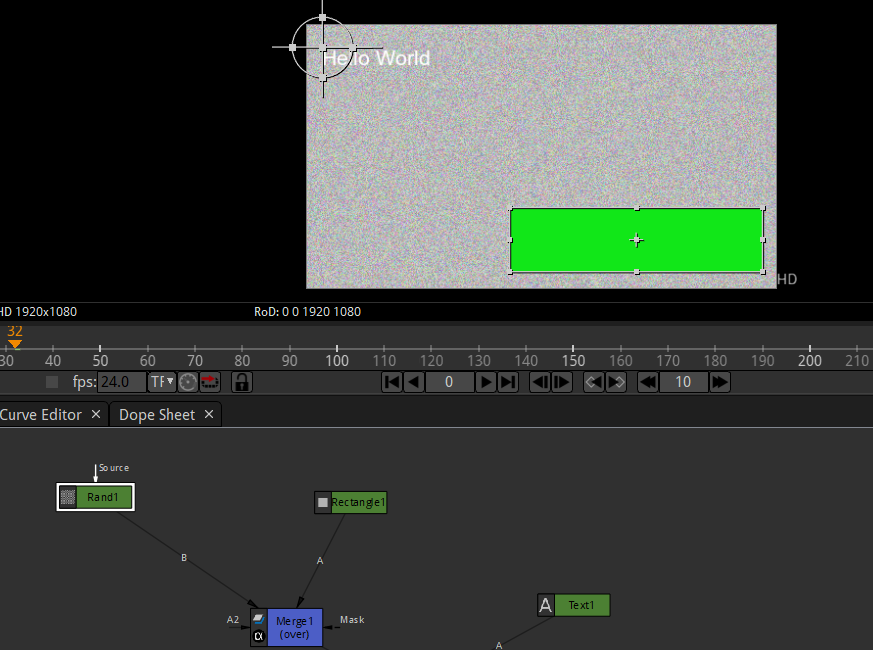 Hello World
HD
HD 1920x1080
RoD: 0 0 1920 1080
32
30 40 50 60 70 80 90 100 110 120 130 140 150 160 170 180 190 200 210
fps: 24.0 TF 0 10
Curve Editor Dope Sheet
Source
Rand1
Rectangle1
B
A
A Text1
A2
Merge1
(over)
Mask
α
A